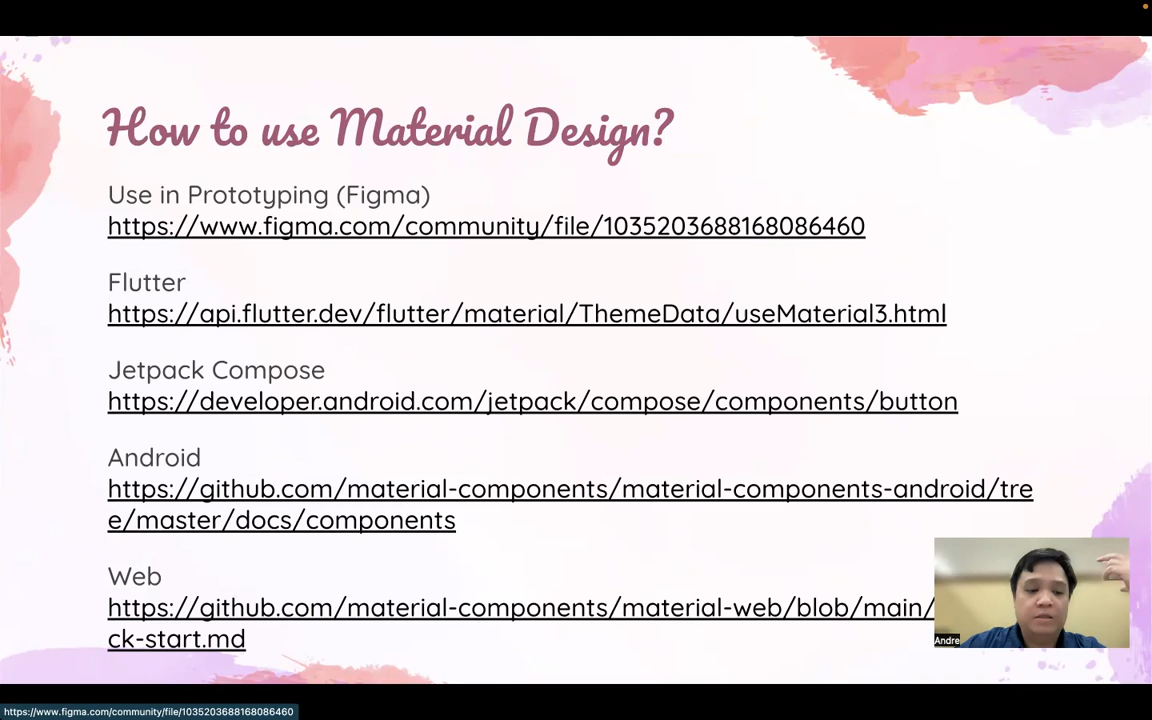 How to use Material Design?
Use in Prototyping (Figma)
https://www.figma.com/community/file/1035203688168086460
Flutter
https://api.flutter.dev/flutter/material/ThemeData/useMaterial3.html
Jetpack Compose
https://developer.android.com/jetpack/compose/components/button
Android
https://github.com/material-components/material-components-android/tre
e/master/docs/components
Web
https://github.com/material-components/material-web/blob/main/
ck-start.md
Andre
https://www.figma.com/community/file/1035203688168086460